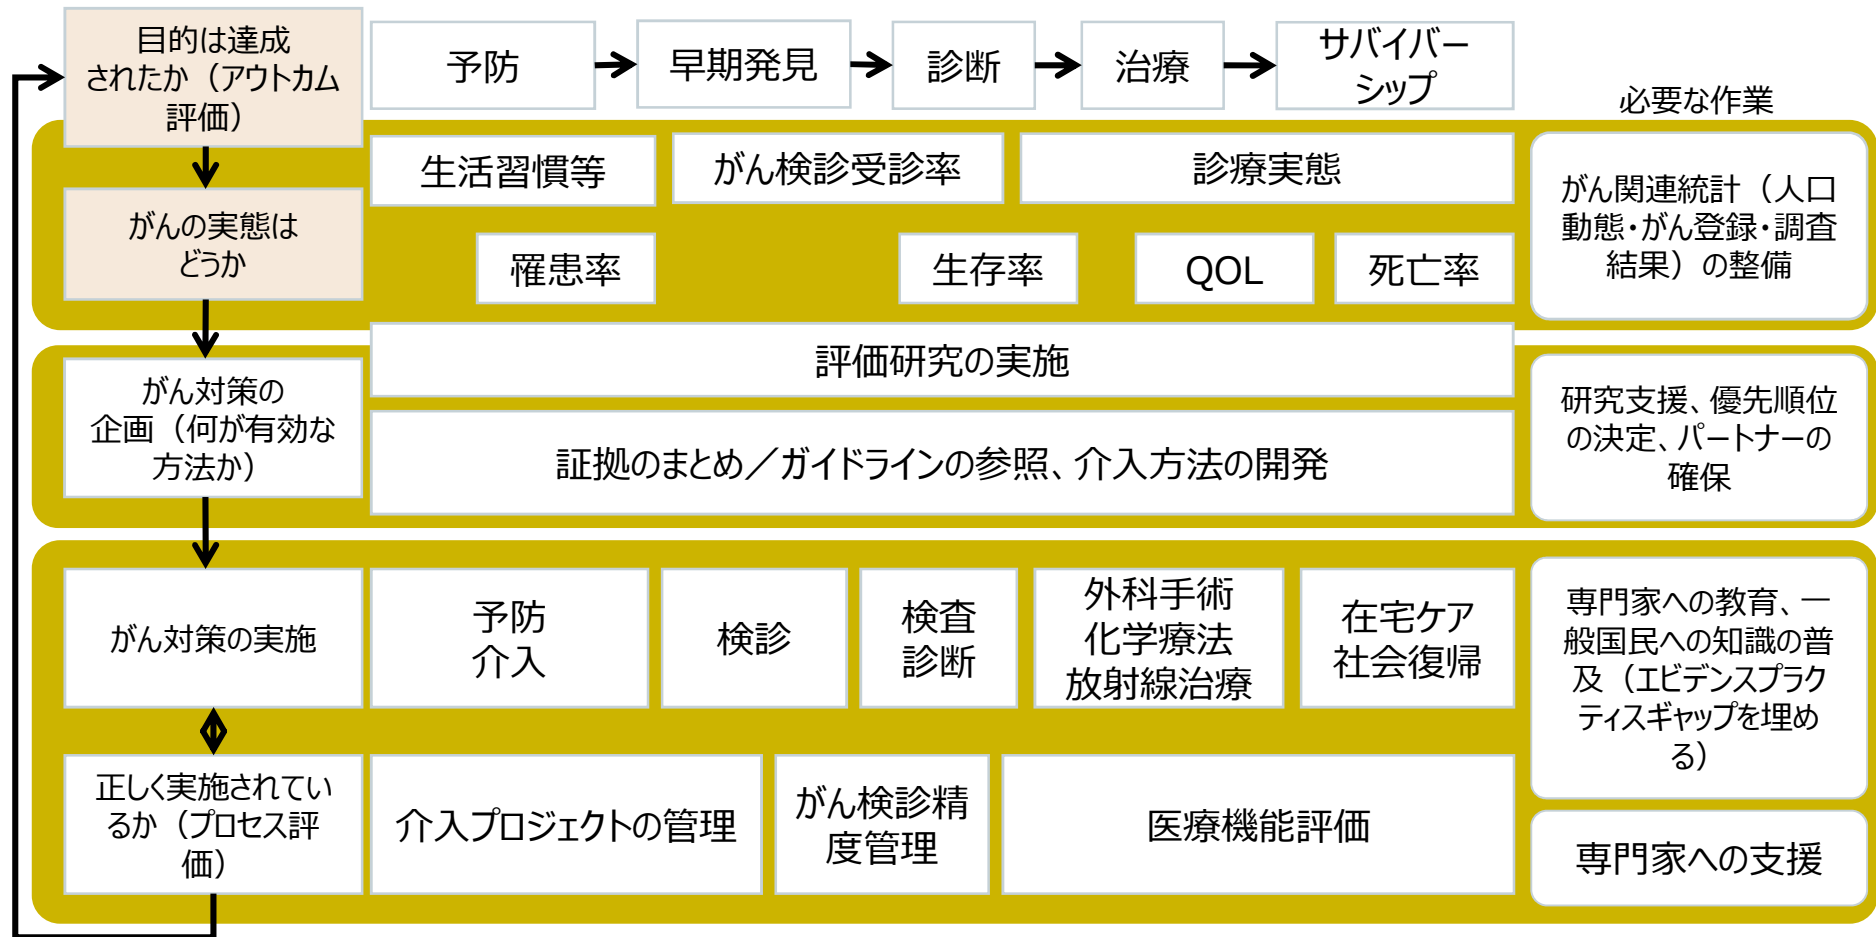 目的は達成
されたか（アウトカム
評価）
予防
早期発見
診断
治療
サバイバー
シップ
必要な作業
生活習慣等
がん検診受診率
診療実態
がんの実態は
どうか
罹患率
生存率
QOL
死亡率
がん関連統計（人口
動態・がん登録・調査
結果）の整備
評価研究の実施
がん対策の
企画（何が有効な
方法か）
証拠のまとめ／ガイドラインの参照、介入方法の開発
研究支援、優先順位
の決定、パートナーの
確保
がん対策の実施
予防
介入
検診
検査
診断
外科手術
化学療法
放射線治療
在宅ケア
社会復帰
専門家への教育、一
般国民への知識の普
及（エビデンスプラク
ティスギャップを埋め
る）
正しく実施されてい
るか（プロセス評
価）
介入プロジェクトの管理
がん検診精
度管理
医療機能評価
専門家への支援